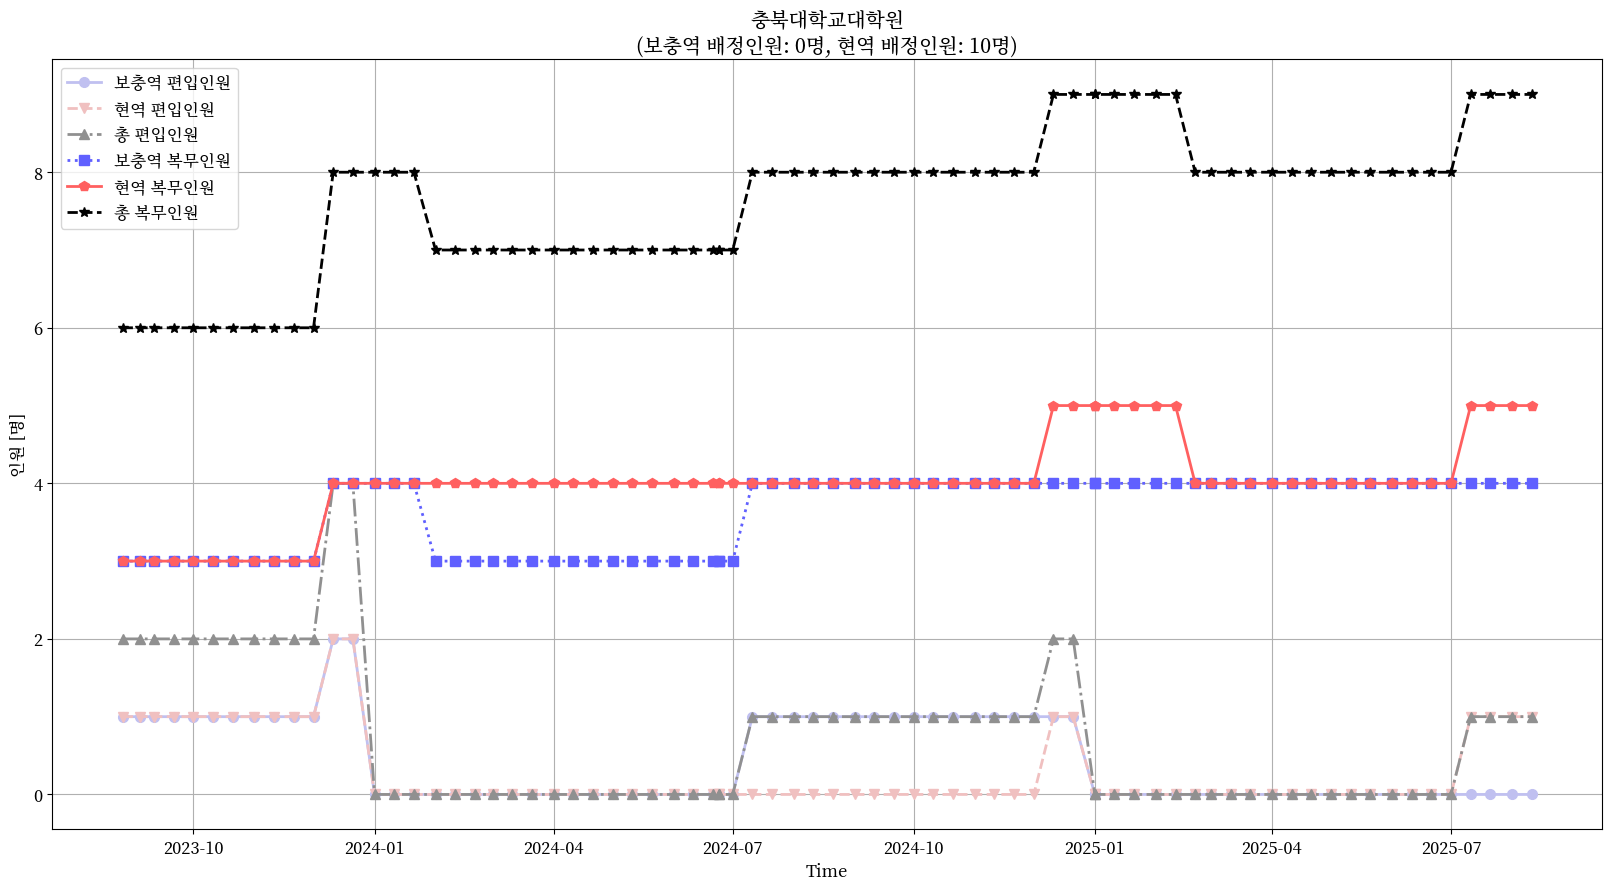 충북대학교대학원
(보충역 배정인원: 0명, 현역 배정인원: 10명)
보충역 편입인원
현역 편입인원
총 편입인원
보충역 복무인원
현역 복무인원
총 복무인원
인원 [명]
8
6
4
2
0
2023-10
2024-01
2024-04
2024-07
2024-10
2025-01
2025-04
2025-07
Time